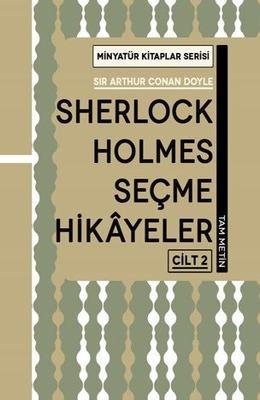 MİNYATÜR KİTAPLAR SERİSİ
SIR ARTHUR CONAN DOYLE
SHERLOCK
HOLMES
SEÇME
HİKÂYELER
TAM METİN
CİLT 2